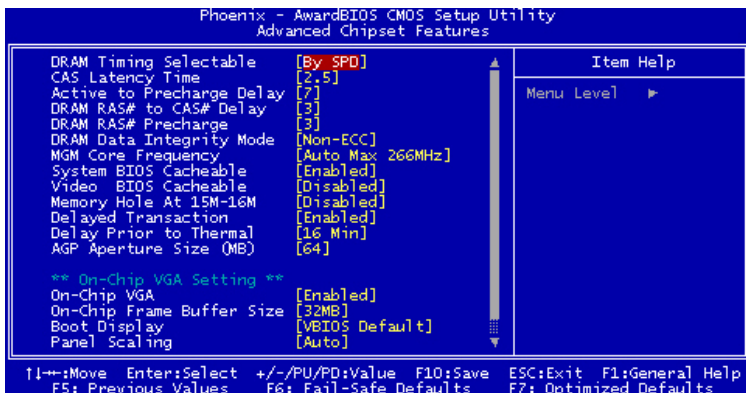 Phoenix - AwardBIOS CMOS Setup Utility
Advanced Chipset Features
DRAM Timing Selectable [By SPD]
CAS Latency Time [2.5]
Active to Precharge Delay [7]
DRAM RAS# to CAS# Delay [3]
DRAM RAS# Precharge [3]
DRAM Data Integrity Mode [Non-ECC]
MGM Core Frequency [Auto Max 266MHz]
System BIOS Cacheable [Enabled]
Video BIOS Cacheable [Disabled]
Memory Hole At 15M-16M [Disabled]
Delayed Transaction [Enabled]
Delay Prior to Thermal [16 Min]
AGP Aperture Size (MB) [64]
** On-Chip VGA Setting **
On-Chip VGA [Enabled]
On-Chip Frame Buffer Size [32MB]
Boot Display [VBIOS Default]
Panel Scaling [Auto]
Item Help
Menu Level ►
↑↓→←:Move Enter:Select +/-/PU/PD:Value F10:Save ESC:Exit F1:General Help
F5: Previous Values F6: Fail-Safe Defaults F7: Optimized Defaults